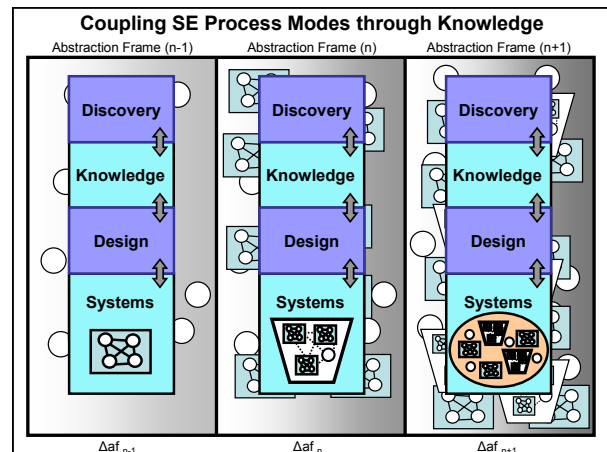 Coupling SE Process Modes through Knowledge
Abstraction Frame (n-1) Abstraction Frame (n) Abstraction Frame (n+1)
Discovery Discovery Discovery
Knowledge Knowledge Knowledge
Design Design Design
Systems Systems Systems
Δaf n-1 Δaf n Δaf n+1